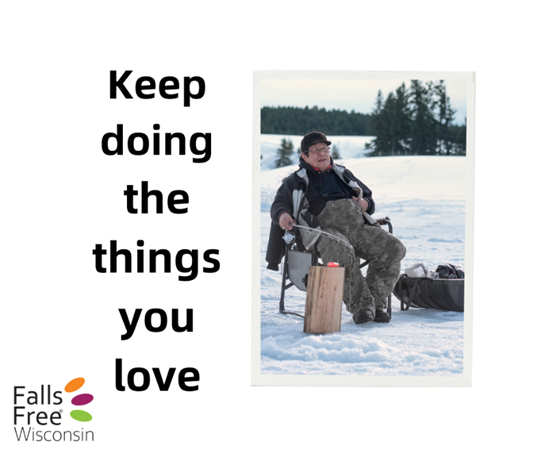 Keep
doing
the
things
you
love
Falls
Free®
Wisconsin